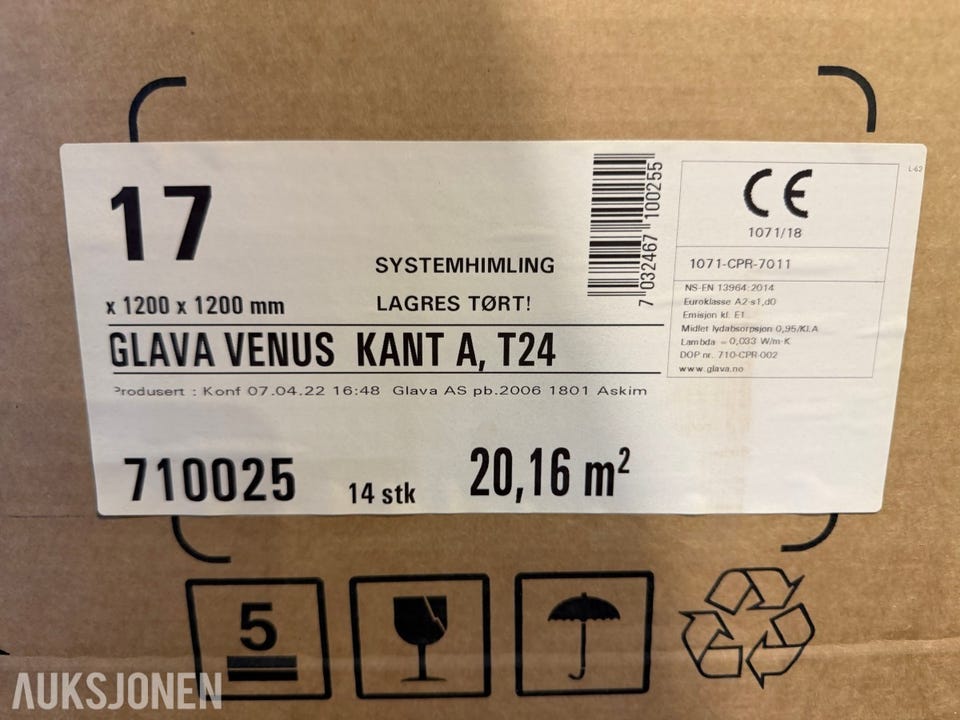 17
x 1200 x 1200 mm
SYSTEMHIMLING
LAGRES TØRT!
GLAVA VENUS KANT A, T24
Produsert : Konf 07.04.22 16:48 Glava AS pb.2006 1801 Askim
710025
14 stk
20,16 m²
7 032467 100255
L-62
CE
1071/18
1071-CPR-7011
NS-EN 13964:2014
Euroklasse A2-s1,d0
Emisjon kl. E1
Midlet lydabsorpsjon 0,95/Kl.A
Lambda = 0,033 W/m·K
DOP nr. 710-CPR-002
www.glava.no
5
AUKSJONEN